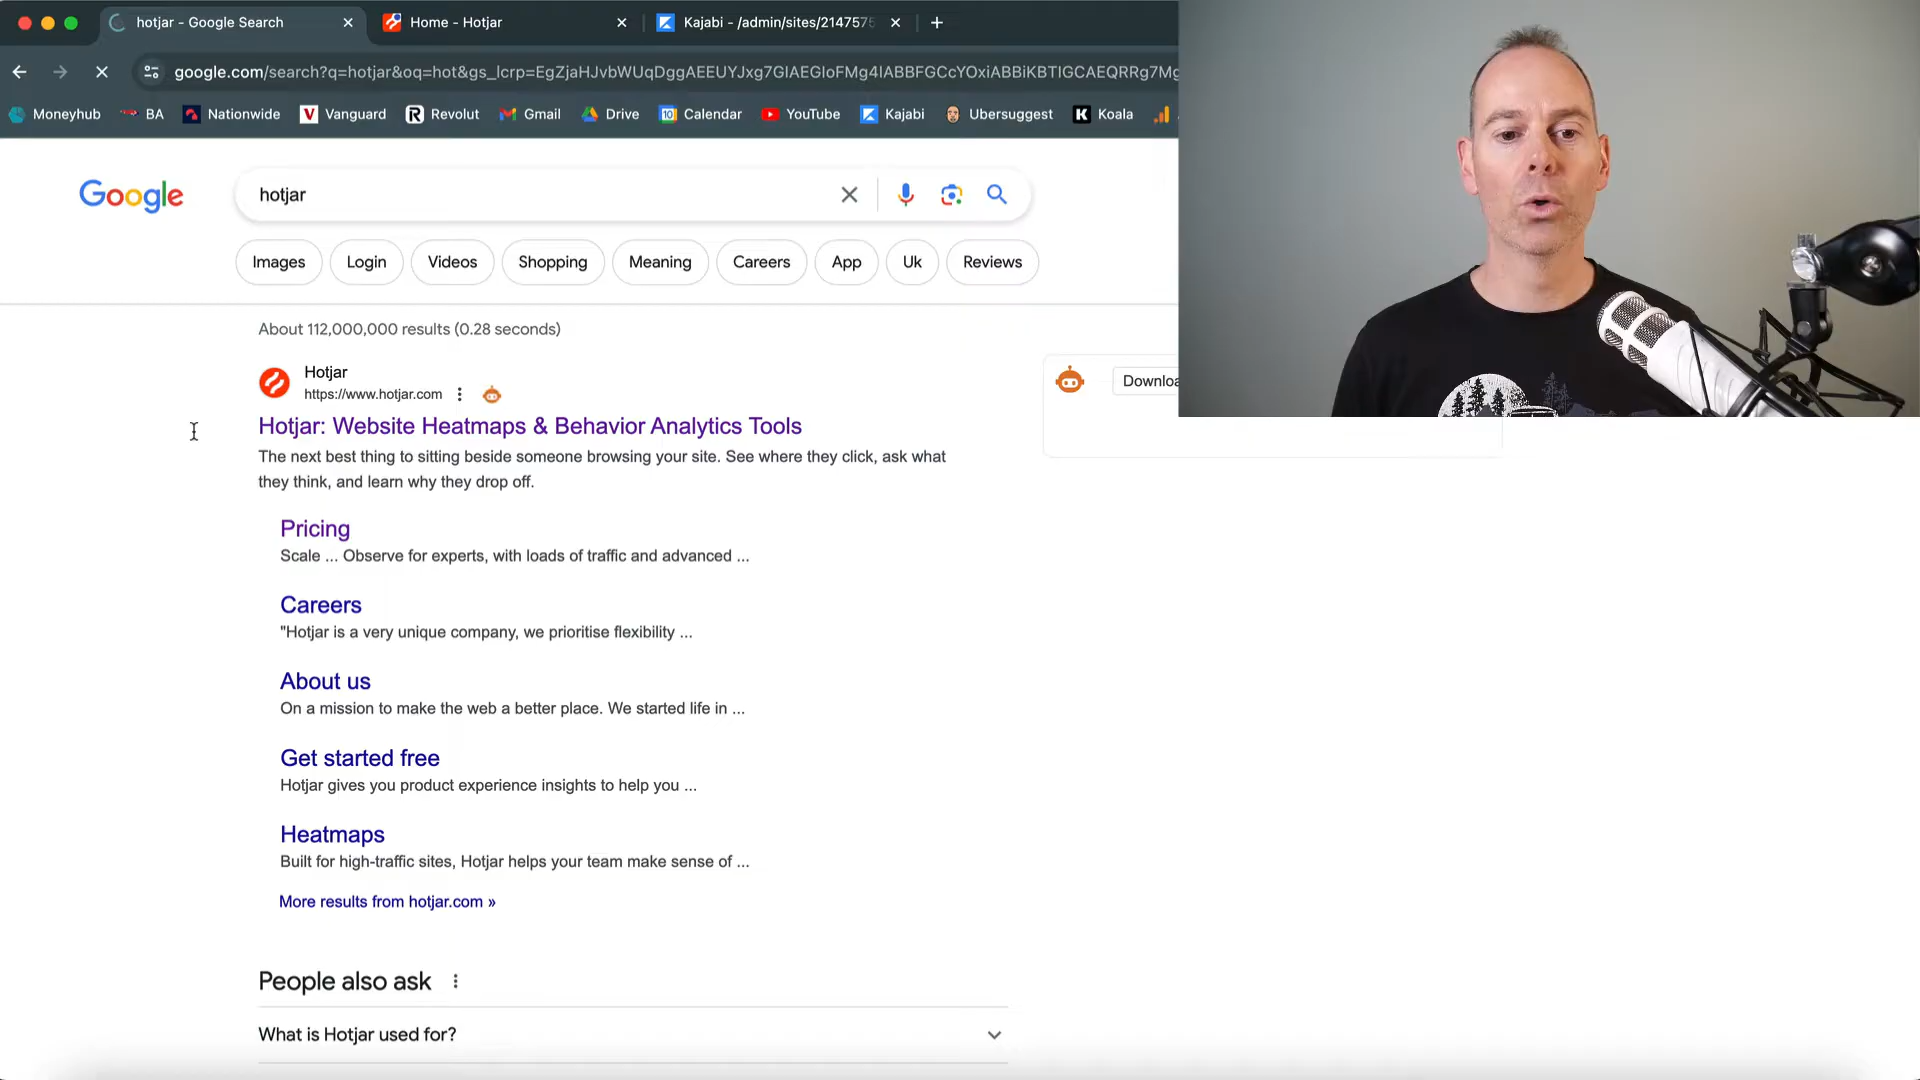 hotjar - Google Search
Home - Hotjar
Kajabi - /admin/sites/2147575
google.com/search?q=hotjar&oq=hot&gs_lcrp=EgZjaHJvbWUqDggAEEUYJxg7GIAEGIoFMg4IABBFGCcYOxiABBiKBTIGCAEQRRg7Mg
Moneyhub
BA
Nationwide
Vanguard
Revolut
Gmail
Drive
Calendar
YouTube
Kajabi
Ubersuggest
Koala
Google
hotjar
Images
Login
Videos
Shopping
Meaning
Careers
App
Uk
Reviews
About 112,000,000 results (0.28 seconds)
Hotjar
https://www.hotjar.com
Downloa
Hotjar: Website Heatmaps & Behavior Analytics Tools
The next best thing to sitting beside someone browsing your site. See where they click, ask what
they think, and learn why they drop off.
Pricing
Scale ... Observe for experts, with loads of traffic and advanced ...
Careers
"Hotjar is a very unique company, we prioritise flexibility ...
About us
On a mission to make the web a better place. We started life in ...
Get started free
Hotjar gives you product experience insights to help you ...
Heatmaps
Built for high-traffic sites, Hotjar helps your team make sense of ...
More results from hotjar.com »
People also ask
What is Hotjar used for?